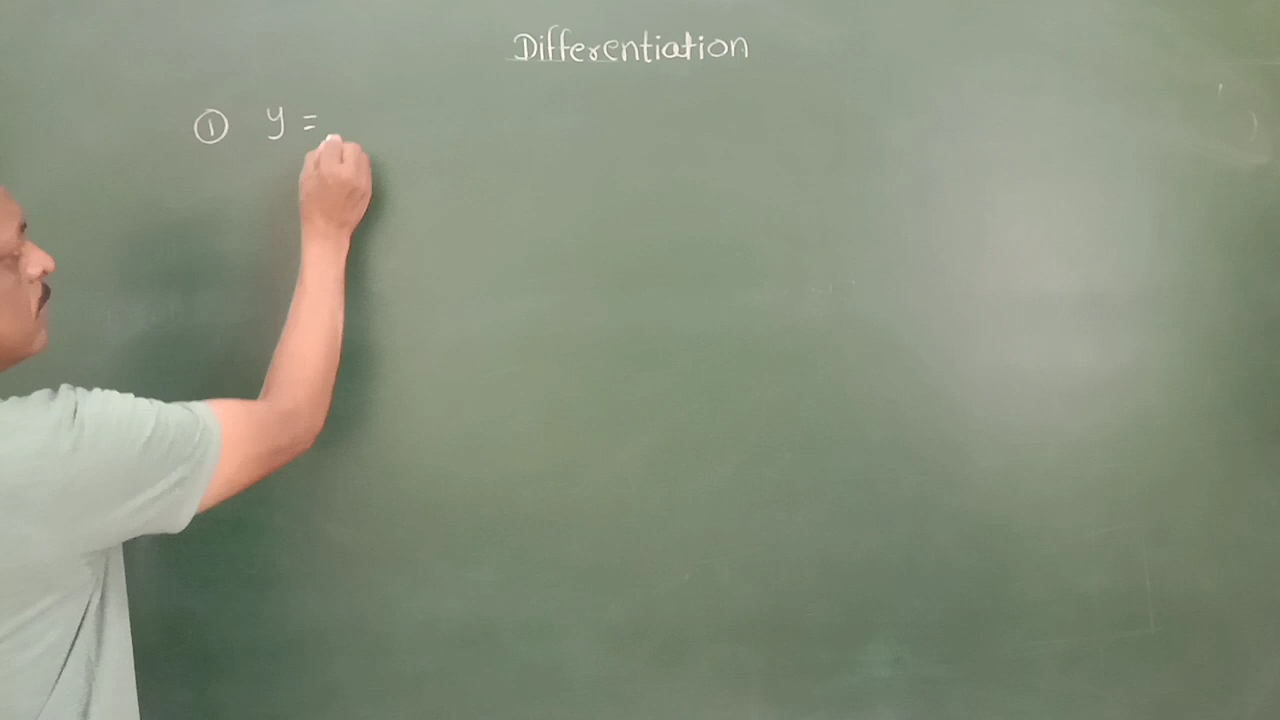 Differentiation
① y =